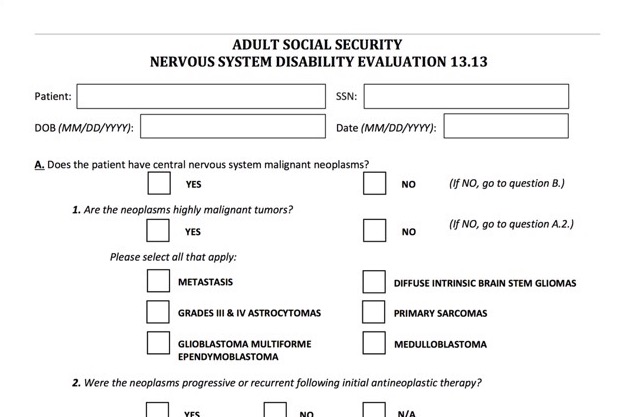 ADULT SOCIAL SECURITY
NERVOUS SYSTEM DISABILITY EVALUATION 13.13
Patient: SSN:
DOB (MM/DD/YYYY): Date (MM/DD/YYYY):
A. Does the patient have central nervous system malignant neoplasms?
YES NO (If NO, go to question B.)
1. Are the neoplasms highly malignant tumors?
YES NO (If NO, go to question A.2.)
Please select all that apply:
METASTASIS DIFFUSE INTRINSIC BRAIN STEM GLIOMAS
GRADES III & IV ASTROCYTOMAS PRIMARY SARCOMAS
GLIOBLASTOMA MULTIFORME MEDULLOBLASTOMA
EPENDYMOBLASTOMA
2. Were the neoplasms progressive or recurrent following initial antineoplastic therapy?
YES NO N/A